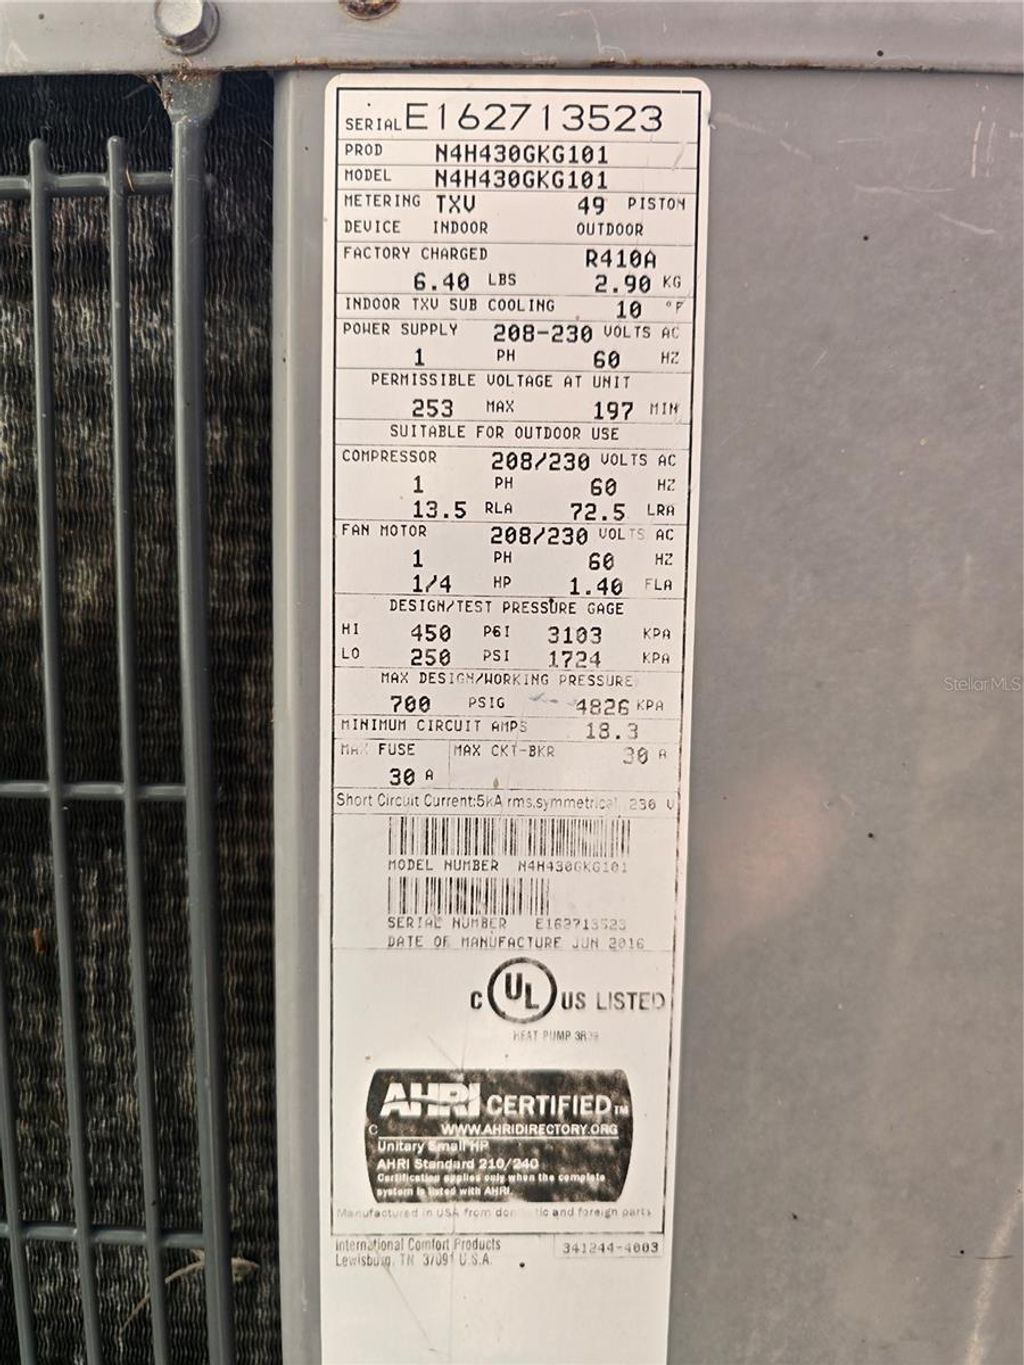 SERIAL E162713523
PROD N4H430GKG101
MODEL N4H430GKG101
METERING TXV 49 PISTON
DEVICE INDOOR OUTDOOR
FACTORY CHARGED R410A
6.40 LBS 2.90 KG
INDOOR TXV SUB COOLING 10 °F
POWER SUPPLY 208-230 VOLTS AC
1 PH 60 HZ
PERMISSIBLE VOLTAGE AT UNIT
253 MAX 197 MIN
SUITABLE FOR OUTDOOR USE
COMPRESSOR 208/230 VOLTS AC
1 PH 60 HZ
13.5 RLA 72.5 LRA
FAN MOTOR 208/230 VOLTS AC
1 PH 60 HZ
1/4 HP 1.40 FLA
DESIGN/TEST PRESSURE GAGE
HI 450 PSI 3103 KPA
LO 250 PSI 1724 KPA
MAX DESIGN/WORKING PRESSURE
700 PSIG 4826 KPA
MINIMUM CIRCUIT AMPS 18.3
MAX FUSE MAX CKT-BKR 30 A
30 A
Short Circuit Current:5kA rms,symmetrical, 230 V
MODEL NUMBER N4H430GKG101
SERIAL NUMBER E162713523
DATE OF MANUFACTURE JUN 2016
C UL US LISTED
HEAT PUMP
AHRI CERTIFIED TM
C WWW.AHRIDIRECTORY.ORG
Unitary Small HP
AHRI Standard 210/240
Certification applies only when the complete
system is listed with AHRI.
Manufactured in USA from domestic and foreign parts
International Comfort Products 341244-4003
Lewisburg, TN 37091 U.S.A.
Stellar MLS